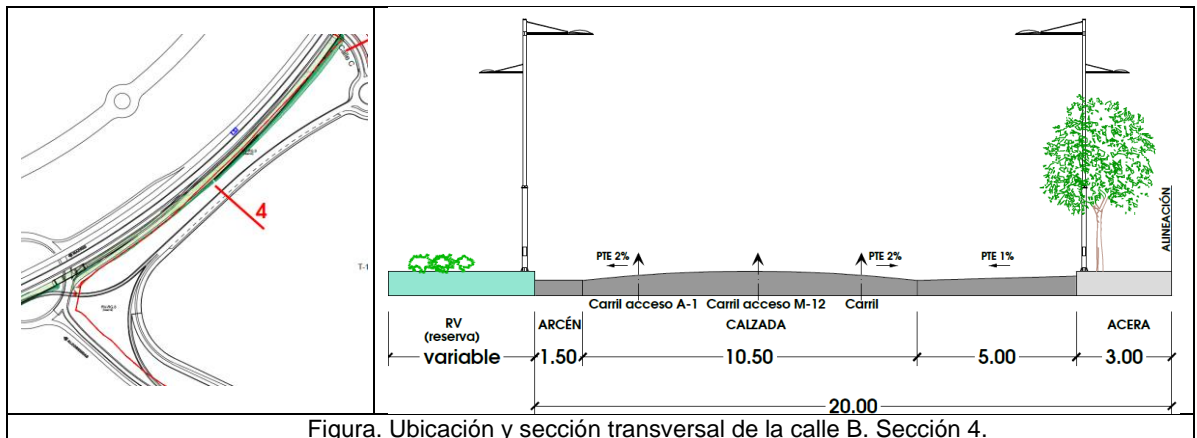 Calle C
4
T-1
PTE 2%
PTE 2%
PTE 1%
ALINEACIÓN
Carril acceso A-1
Carril acceso M-12
Carril
RV
(reserva)
ARCÉN
CALZADA
ACERA
variable
1.50
10.50
5.00
3.00
20.00
Figura. Ubicación y sección transversal de la calle B. Sección 4.